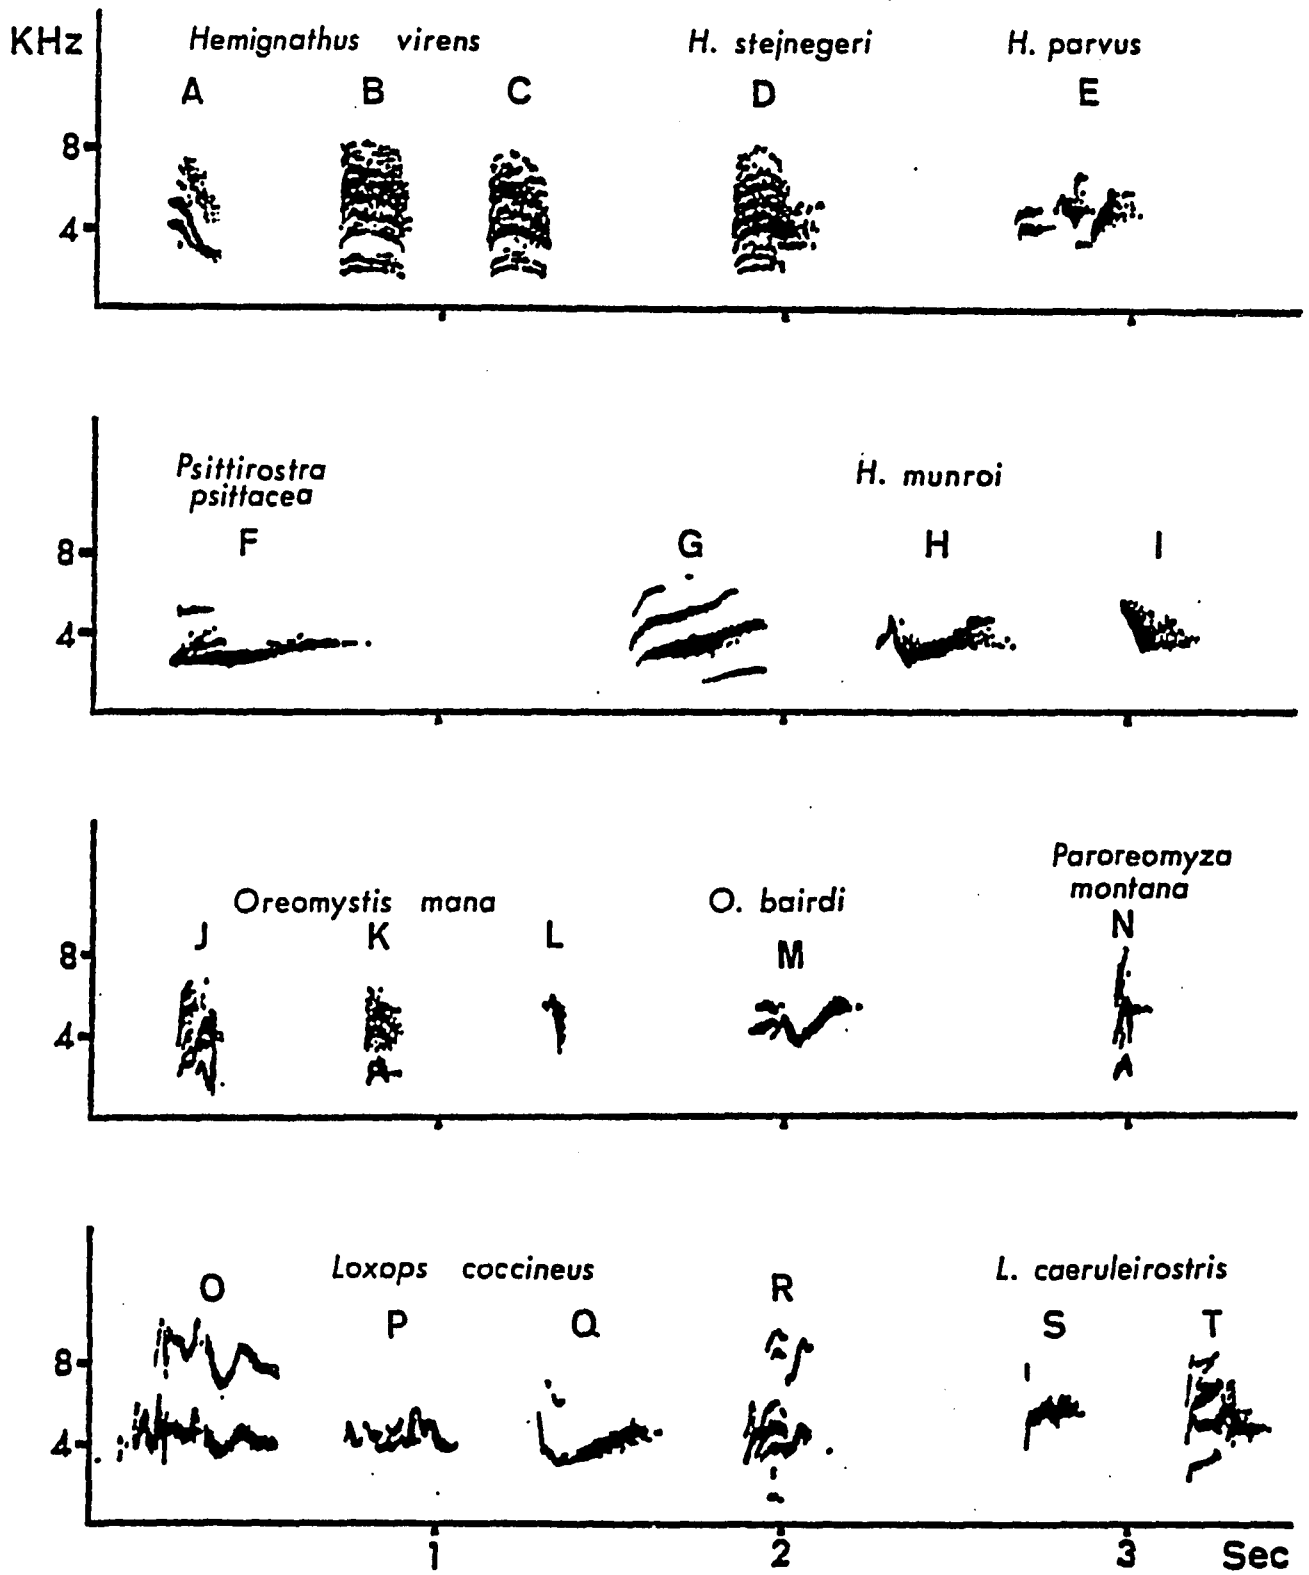 KHz Hemignathus virens H. stejnegeri H. parvus
A B C D E
8
4
Psittirostra
psittacea
H. munroi
F G H I
8
4
Paroreomyza
montana
Oreomystis mana O. bairdi
J K L M N
8
4
Loxops coccineus L. caeruleirostris
O P Q R S T
8
4
1 2 3 Sec